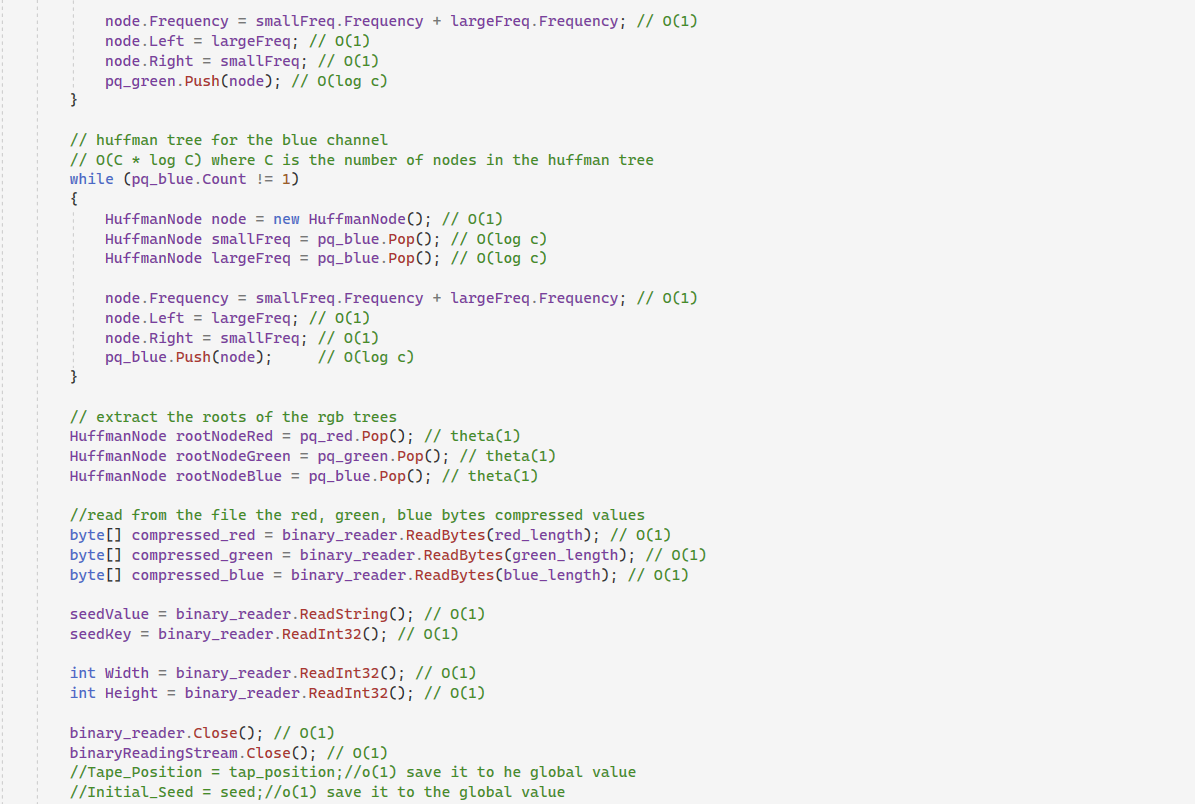 node.Frequency = smallFreq.Frequency + largeFreq.Frequency; // O(1)
node.Left = largeFreq; // O(1)
node.Right = smallFreq; // O(1)
pq_green.Push(node); // O(log c)
}
// huffman tree for the blue channel
// O(C * log C) where C is the number of nodes in the huffman tree
while (pq_blue.Count != 1)
{
HuffmanNode node = new HuffmanNode(); // O(1)
HuffmanNode smallFreq = pq_blue.Pop(); // O(log c)
HuffmanNode largeFreq = pq_blue.Pop(); // O(log c)
node.Frequency = smallFreq.Frequency + largeFreq.Frequency; // O(1)
node.Left = largeFreq; // O(1)
node.Right = smallFreq; // O(1)
pq_blue.Push(node);     // O(log c)
}
// extract the roots of the rgb trees
HuffmanNode rootNodeRed = pq_red.Pop(); // theta(1)
HuffmanNode rootNodeGreen = pq_green.Pop(); // theta(1)
HuffmanNode rootNodeBlue = pq_blue.Pop(); // theta(1)
//read from the file the red, green, blue bytes compressed values
byte[] compressed_red = binary_reader.ReadBytes(red_length); // O(1)
byte[] compressed_green = binary_reader.ReadBytes(green_length); // O(1)
byte[] compressed_blue = binary_reader.ReadBytes(blue_length); // O(1)
seedValue = binary_reader.ReadString(); // O(1)
seedKey = binary_reader.ReadInt32(); // O(1)
int Width = binary_reader.ReadInt32(); // O(1)
int Height = binary_reader.ReadInt32(); // O(1)
binary_reader.Close(); // O(1)
binaryReadingStream.Close(); // O(1)
//Tape_Position = tap_position;//o(1) save it to he global value
//Initial_Seed = seed;//o(1) save it to the global value